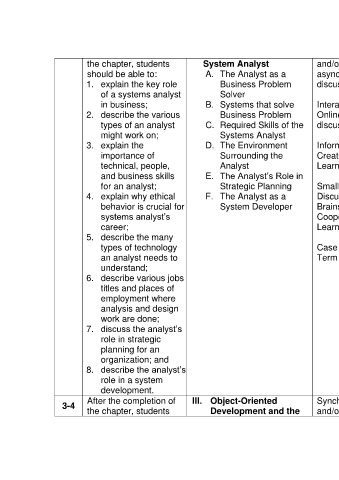 the chapter, students
should be able to:
1. explain the key role
of a systems analyst
in business;
2. describe the various
types of an analyst
might work on;
3. explain the
importance of
technical, people,
and business skills
for an analyst;
4. explain why ethical
behavior is crucial for
systems analyst's
career;
5. describe the many
types of technology
an analyst needs to
understand;
6. describe various jobs
titles and places of
employment where
analysis and design
work are done;
7. discuss the analyst's
role in strategic
planning for an
organization; and
8. describe the analyst's
role in a system
development.
System Analyst
A. The Analyst as a
Business Problem
Solver
B. Systems that solve
Business Problem
C. Required Skills of the
Systems Analyst
D. The Environment
Surrounding the
Analyst
E. The Analyst's Role in
Strategic Planning
F. The Analyst as a
System Developer
and/o
async
discus
Intera
Online
discus
Inform
Creat
Learn
Small
Discu
Brains
Coope
Learn
Case
Term
3-4
After the completion of
the chapter, students
III. Object-Oriented
Development and the
Synch
and/o